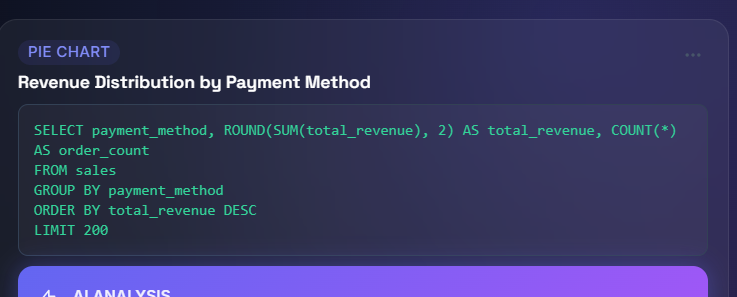 PIE CHART
Revenue Distribution by Payment Method
SELECT payment_method, ROUND(SUM(total_revenue), 2) AS total_revenue, COUNT(*)
AS order_count
FROM sales
GROUP BY payment_method
ORDER BY total_revenue DESC
LIMIT 200
AI ANALYSIS